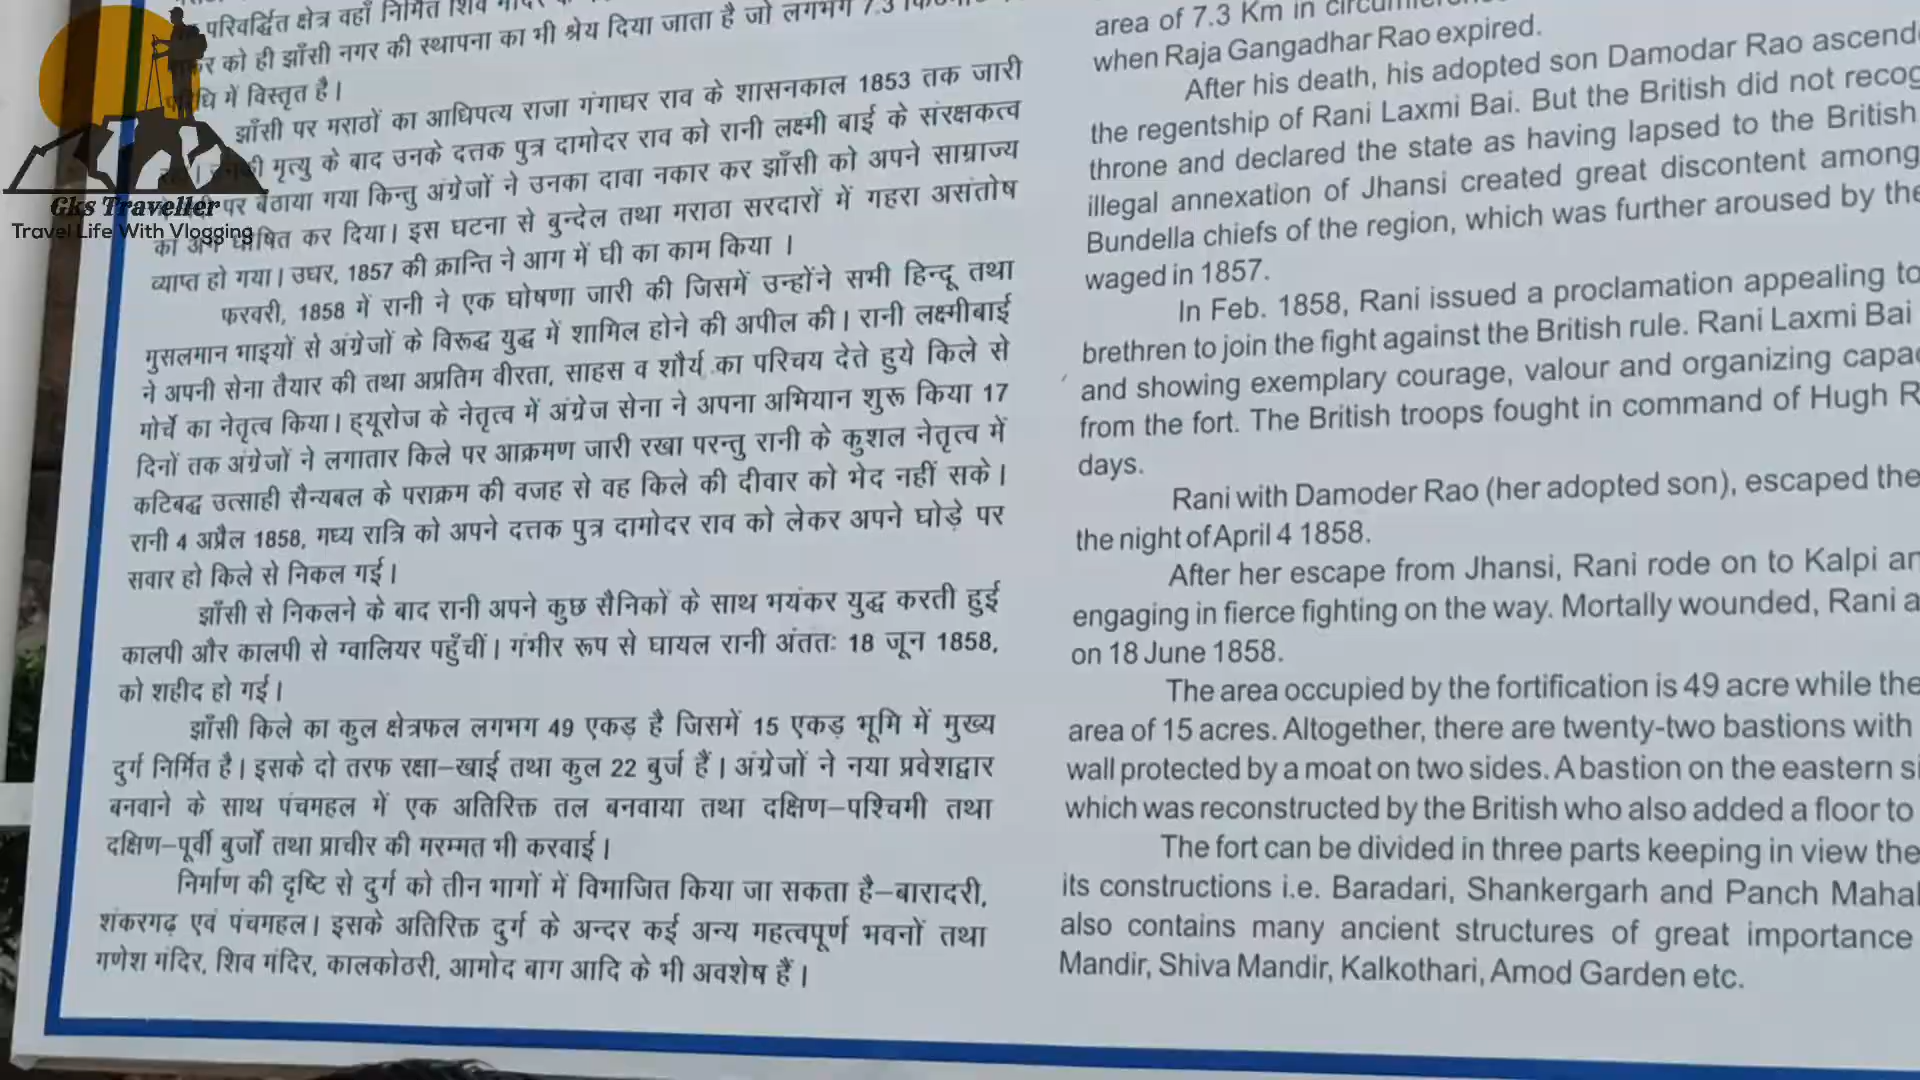 परिवर्द्धित क्षेत्र वहाँ निर्मित शिव
को ही झाँसी नगर की स्थापना का भी श्रेय दिया जाता है जो लगभग 7.3
में विस्तृत है।
झाँसी पर मराठों का आधिपत्य राजा गंगाधर राव के शासनकाल 1853 तक जारी
मृत्यु के बाद उनके दत्तक पुत्र दामोदर राव को रानी लक्ष्मी बाई के संरक्षकत्व
पर बैठाया गया किन्तु अंग्रेजों ने उनका दावा नकार कर झाँसी को अपने साम्राज्य
का अंग घोषित कर दिया। इस घटना से बुन्देल तथा मराठा सरदारों में गहरा असंतोष
व्याप्त हो गया। उधर, 1857 की क्रान्ति ने आग में घी का काम किया ।
फरवरी, 1858 में रानी ने एक घोषणा जारी की जिसमें उन्होंने सभी हिन्दू तथा
मुसलमान भाइयों से अंग्रेजों के विरूद्ध युद्ध में शामिल होने की अपील की। रानी लक्ष्मीबाई
ने अपनी सेना तैयार की तथा अप्रतिम वीरता, साहस व शौर्य का परिचय देते हुये किले से
मोर्चे का नेतृत्व किया। ह्यूरोज के नेतृत्व में अंग्रेज सेना ने अपना अभियान शुरू किया 17
दिनों तक अंग्रेजों ने लगातार किले पर आक्रमण जारी रखा परन्तु रानी के कुशल नेतृत्व में
कटिबद्ध उत्साही सैन्यबल के पराक्रम की वजह से वह किले की दीवार को भेद नहीं सके।
रानी 4 अप्रैल 1858, मध्य रात्रि को अपने दत्तक पुत्र दामोदर राव को लेकर अपने घोड़े पर
सवार हो किले से निकल गई।
झाँसी से निकलने के बाद रानी अपने कुछ सैनिकों के साथ भयंकर युद्ध करती हुई
कालपी और कालपी से ग्वालियर पहुँचीं। गंभीर रूप से घायल रानी अंततः 18 जून 1858,
को शहीद हो गई।
झाँसी किले का कुल क्षेत्रफल लगभग 49 एकड़ है जिसमें 15 एकड़ भूमि में मुख्य
दुर्ग निर्मित है। इसके दो तरफ रक्षा-खाई तथा कुल 22 बुर्ज हैं। अंग्रेजों ने नया प्रवेशद्वार
बनवाने के साथ पंचमहल में एक अतिरिक्त तल बनवाया तथा दक्षिण-पश्चिमी तथा
दक्षिण-पूर्वी बुर्जों तथा प्राचीर की मरम्मत भी करवाई।
निर्माण की दृष्टि से दुर्ग को तीन भागों में विभाजित किया जा सकता है-बारादरी,
शंकरगढ़ एवं पंचमहल। इसके अतिरिक्त दुर्ग के अन्दर कई अन्य महत्वपूर्ण भवनों तथा
गणेश मंदिर, शिव मंदिर, कालकोठरी, आमोद बाग आदि के भी अवशेष हैं।
area of 7.3 Km in
when Raja Gangadhar Rao expired.
After his death, his adopted son Damodar Rao
the regentship of Rani Laxmi Bai. But the British did not
throne and declared the state as having lapsed to the British
illegal annexation of Jhansi created great discontent among
Bundella chiefs of the region, which was further aroused by the
waged in 1857.
In Feb. 1858, Rani issued a proclamation appealing to
brethren to join the fight against the British rule. Rani Laxmi Bai
and showing exemplary courage, valour and organizing
from the fort. The British troops fought in command of Hugh
days.
Rani with Damoder Rao (her adopted son), escaped the
the night of April 4 1858.
After her escape from Jhansi, Rani rode on to Kalpi
engaging in fierce fighting on the way. Mortally wounded, Rani
on 18 June 1858.
The area occupied by the fortification is 49 acre while the
area of 15 acres. Altogether, there are twenty-two bastions with
wall protected by a moat on two sides. A bastion on the eastern
which was reconstructed by the British who also added a floor to
The fort can be divided in three parts keeping in view the
its constructions i.e. Baradari, Shankergarh and Panch Mahal
also contains many ancient structures of great importance
Mandir, Shiva Mandir, Kalkothari, Amod Garden etc.
Gks Traveller
Travel Life With Vlogging